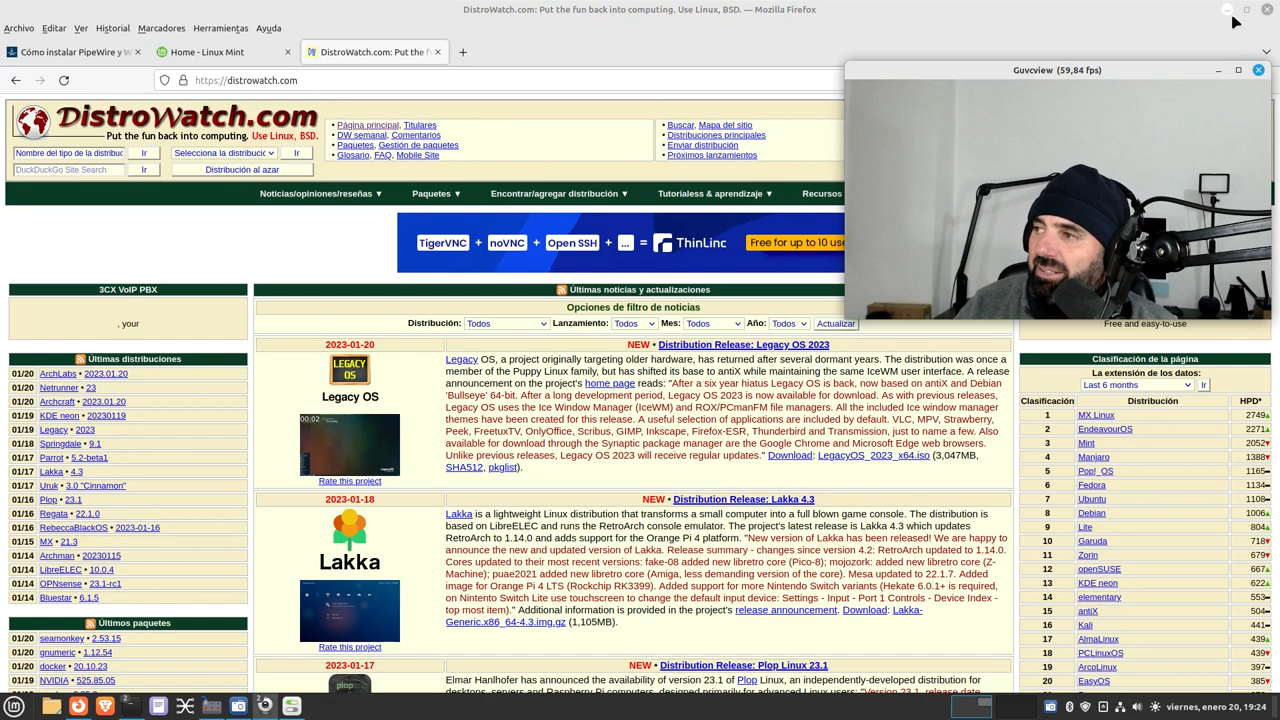 DistroWatch.com: Put the fun back into computing. Use Linux, BSD. — Mozilla Firefox
Archivo Editar Ver Historial Marcadores Herramientas Ayuda
Cómo instalar PipeWire y W
Home - Linux Mint
DistroWatch.com: Put the f
https://distrowatch.com
Guvcview (59,84 fps)
DistroWatch.com
Put the fun back into computing. Use Linux, BSD.
Nombre del tipo de la distribuc Ir
Selecciona la distribució Ir
DuckDuckGo Site Search Ir
Distribución al azar
• Página principal, Titulares
• DW semanal, Comentarios
• Paquetes, Gestión de paquetes
• Glosario, FAQ, Mobile Site
• Buscar, Mapa del sitio
• Distribuciones principales
• Enviar distribución
• Próximos lanzamientos
Noticias/opiniones/reseñas ▼ Paquetes ▼ Encontrar/agregar distribución ▼ Tutorialess & aprendizaje ▼ Recursos
TigerVNC + noVNC + Open SSH + ... = ThinLinc Free for up to 10 use
3CX VoIP PBX
, your
Últimas distribuciones
01/20 ArchLabs • 2023.01.20
01/20 Netrunner • 23
01/20 Archcraft • 2023.01.20
01/19 KDE neon • 20230119
01/19 Legacy • 2023
01/18 Springdale • 9.1
01/17 Parrot • 5.2-beta1
01/17 Lakka • 4.3
01/17 Uruk • 3.0 "Cinnamon"
01/16 Plop • 23.1
01/16 Regata • 22.1.0
01/16 RebeccaBlackOS • 2023-01-16
01/15 MX • 21.3
01/14 Archman • 20230115
01/14 LibreELEC • 10.0.4
01/14 OPNsense • 23.1-rc1
01/14 Bluestar • 6.1.5
Últimos paquetes
01/20 seamonkey • 2.53.15
01/20 gnumeric • 1.12.54
01/20 docker • 20.10.23
01/19 NVIDIA • 525.85.05
Últimas noticias y actualizaciones
Opciones de filtro de noticias
Distribución: Todos Lanzamiento: Todos Mes: Todos Año: Todos Actualizar
2023-01-20 NEW • Distribution Release: Legacy OS 2023
LEGACY
OS
Legacy OS
00:02
Rate this project
Legacy OS, a project originally targeting older hardware, has returned after several dormant years. The distribution was once a
member of the Puppy Linux family, but has shifted its base to antiX while maintaining the same IceWM user interface. A release
announcement on the project's home page reads: "After a six year hiatus Legacy OS is back, now based on antiX and Debian
'Bullseye' 64-bit. After a long development period, Legacy OS 2023 is now available for download. As with previous releases,
Legacy OS uses the Ice Window Manager (IceWM) and ROX/PCmanFM file managers. All the included Ice window manager
themes have been created for this release. A useful selection of applications are included by default. VLC, MPV, Strawberry,
Peek, FreetuxTV, OnlyOffice, Scribus, GIMP, Inkscape, Firefox-ESR, Thunderbird and Transmission, just to name a few. Also
available for download through the Synaptic package manager are the Google Chrome and Microsoft Edge web browsers.
Unlike previous releases, Legacy OS 2023 will receive regular updates." Download: LegacyOS_2023_x64.iso (3,047MB,
SHA512, pkglist).
2023-01-18 NEW • Distribution Release: Lakka 4.3
Lakka
Rate this project
Lakka is a lightweight Linux distribution that transforms a small computer into a full blown game console. The distribution is
based on LibreELEC and runs the RetroArch console emulator. The project's latest release is Lakka 4.3 which updates
RetroArch to 1.14.0 and adds support for the Orange Pi 4 platform. "New version of Lakka has been released! We are happy to
announce the new and updated version of Lakka. Release summary - changes since version 4.2: RetroArch updated to 1.14.0.
Cores updated to their most recent versions: fake-08 added new libretro core (Pico-8); mojozork: added new libretro core (Z-
Machine); puae2021 added new libretro core (Amiga, less demanding version of the core). Mesa updated to 22.1.7. Added
image for Orange Pi 4 LTS (Rockchip RK3399). Added support for more Nintendo Switch variants (Hekate 6.0.1+ is required,
on Nintendo Switch Lite use touchscreen to change the default input device: Settings - Input - Port 1 Controls - Device Index -
top most item)." Additional information is provided in the project's release announcement. Download: Lakka-
Generic.x86_64-4.3.img.gz (1,105MB).
2023-01-17 NEW • Distribution Release: Plop Linux 23.1
plop
Elmar Hanlhofer has announced the availability of version 23.1 of Plop Linux, an independently-developed distribution for
Free and easy-to-use
Clasificación de la página
La extensión de los datos:
Last 6 months Ir
Clasificación Distribución HPD*
1 MX Linux 2749
2 EndeavourOS 2271
3 Mint 2052
4 Manjaro 1388
5 Pop!_OS 1165
6 Fedora 1134
7 Ubuntu 1108
8 Debian 1006
9 Lite 804
10 Garuda 718
11 Zorin 679
12 openSUSE 667
13 KDE neon 622
14 elementary 553
15 antiX 504
16 Kali 441
17 AlmaLinux 439
18 PCLinuxOS 439
19 ArcoLinux 397
20 EasyOS 385
viernes, enero 20, 19:24